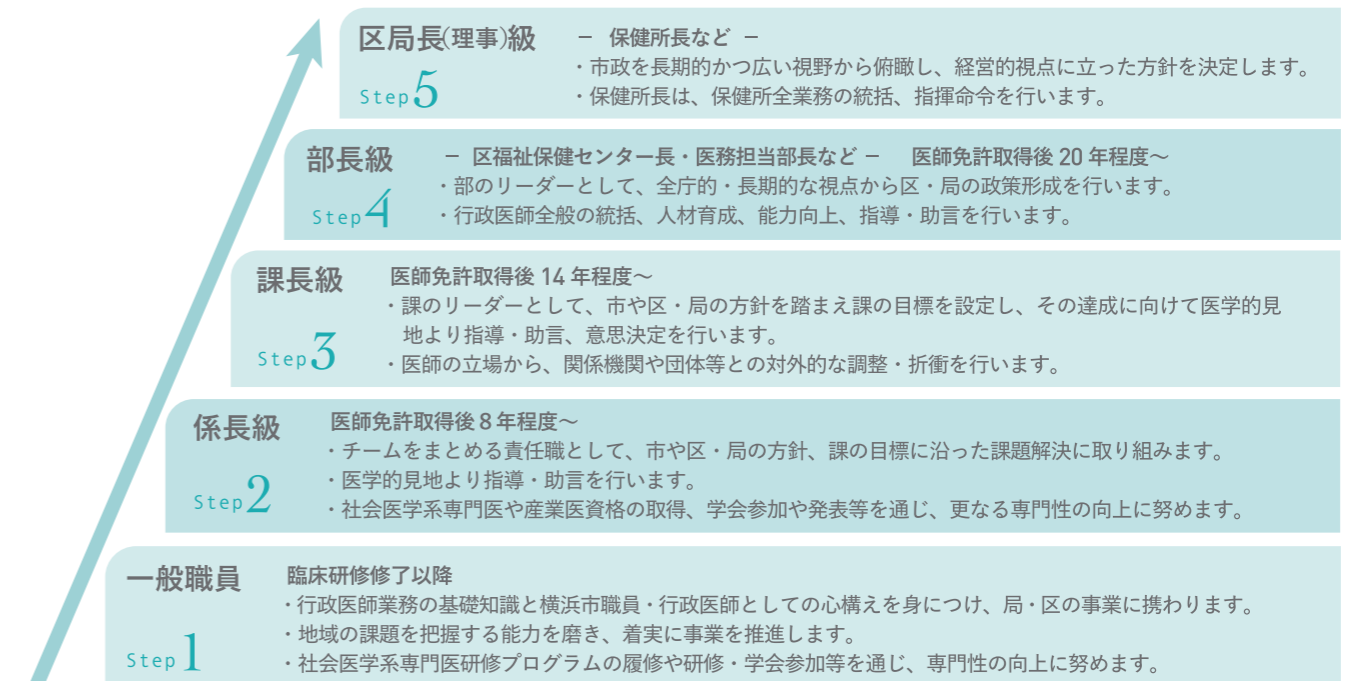 区局長(理事)級 － 保健所長など －
・市政を長期的かつ広い視野から俯瞰し、経営的視点に立った方針を決定します。
Step5 ・保健所長は、保健所全業務の統括、指揮命令を行います。
部長級 － 区福祉保健センター長・医務担当部長など － 医師免許取得後 20 年程度～
・部のリーダーとして、全庁的・長期的な視点から区・局の政策形成を行います。
Step4 ・行政医師全般の統括、人材育成、能力向上、指導・助言を行います。
課長級 医師免許取得後 14 年程度～
・課のリーダーとして、市や区・局の方針を踏まえ課の目標を設定し、その達成に向けて医学的見
地より指導・助言、意思決定を行います。
Step3 ・医師の立場から、関係機関や団体等との対外的な調整・折衝を行います。
係長級 医師免許取得後８年程度～
・チームをまとめる責任職として、市や区・局の方針、課の目標に沿った課題解決に取り組みます。
・医学的見地より指導・助言を行います。
Step2 ・社会医学系専門医や産業医資格の取得、学会参加や発表等を通じ、更なる専門性の向上に努めます。
一般職員 臨床研修修了以降
・行政医師業務の基礎知識と横浜市職員・行政医師としての心構えを身につけ、局・区の事業に携わります。
・地域の課題を把握する能力を磨き、着実に事業を推進します。
Step1 ・社会医学系専門医研修プログラムの履修や研修・学会参加等を通じ、専門性の向上に努めます。